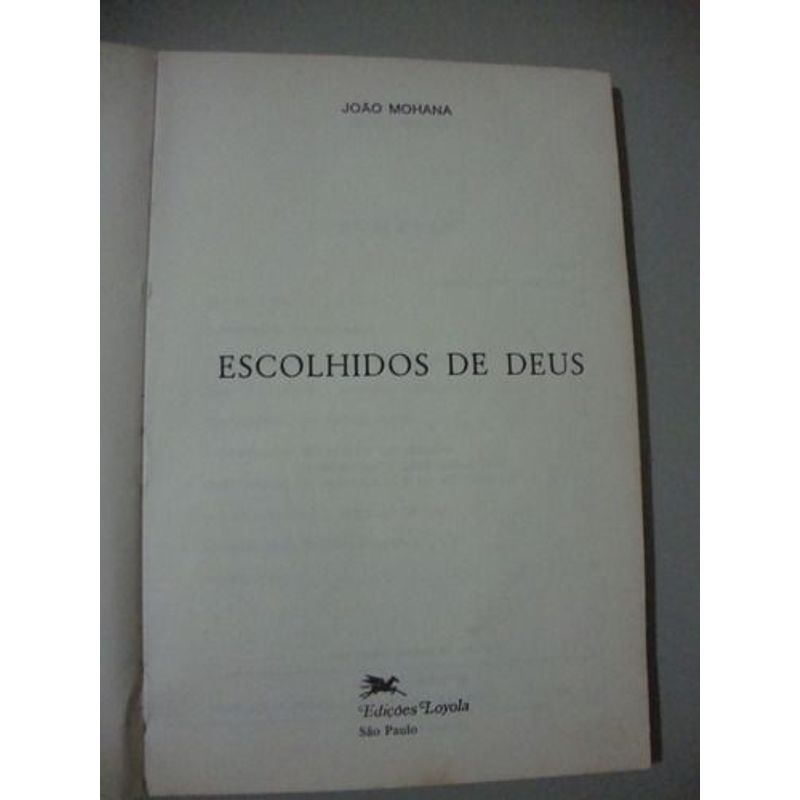 JOÃO MOHANA
ESCOLHIDOS DE DEUS
Edições Loyola
São Paulo